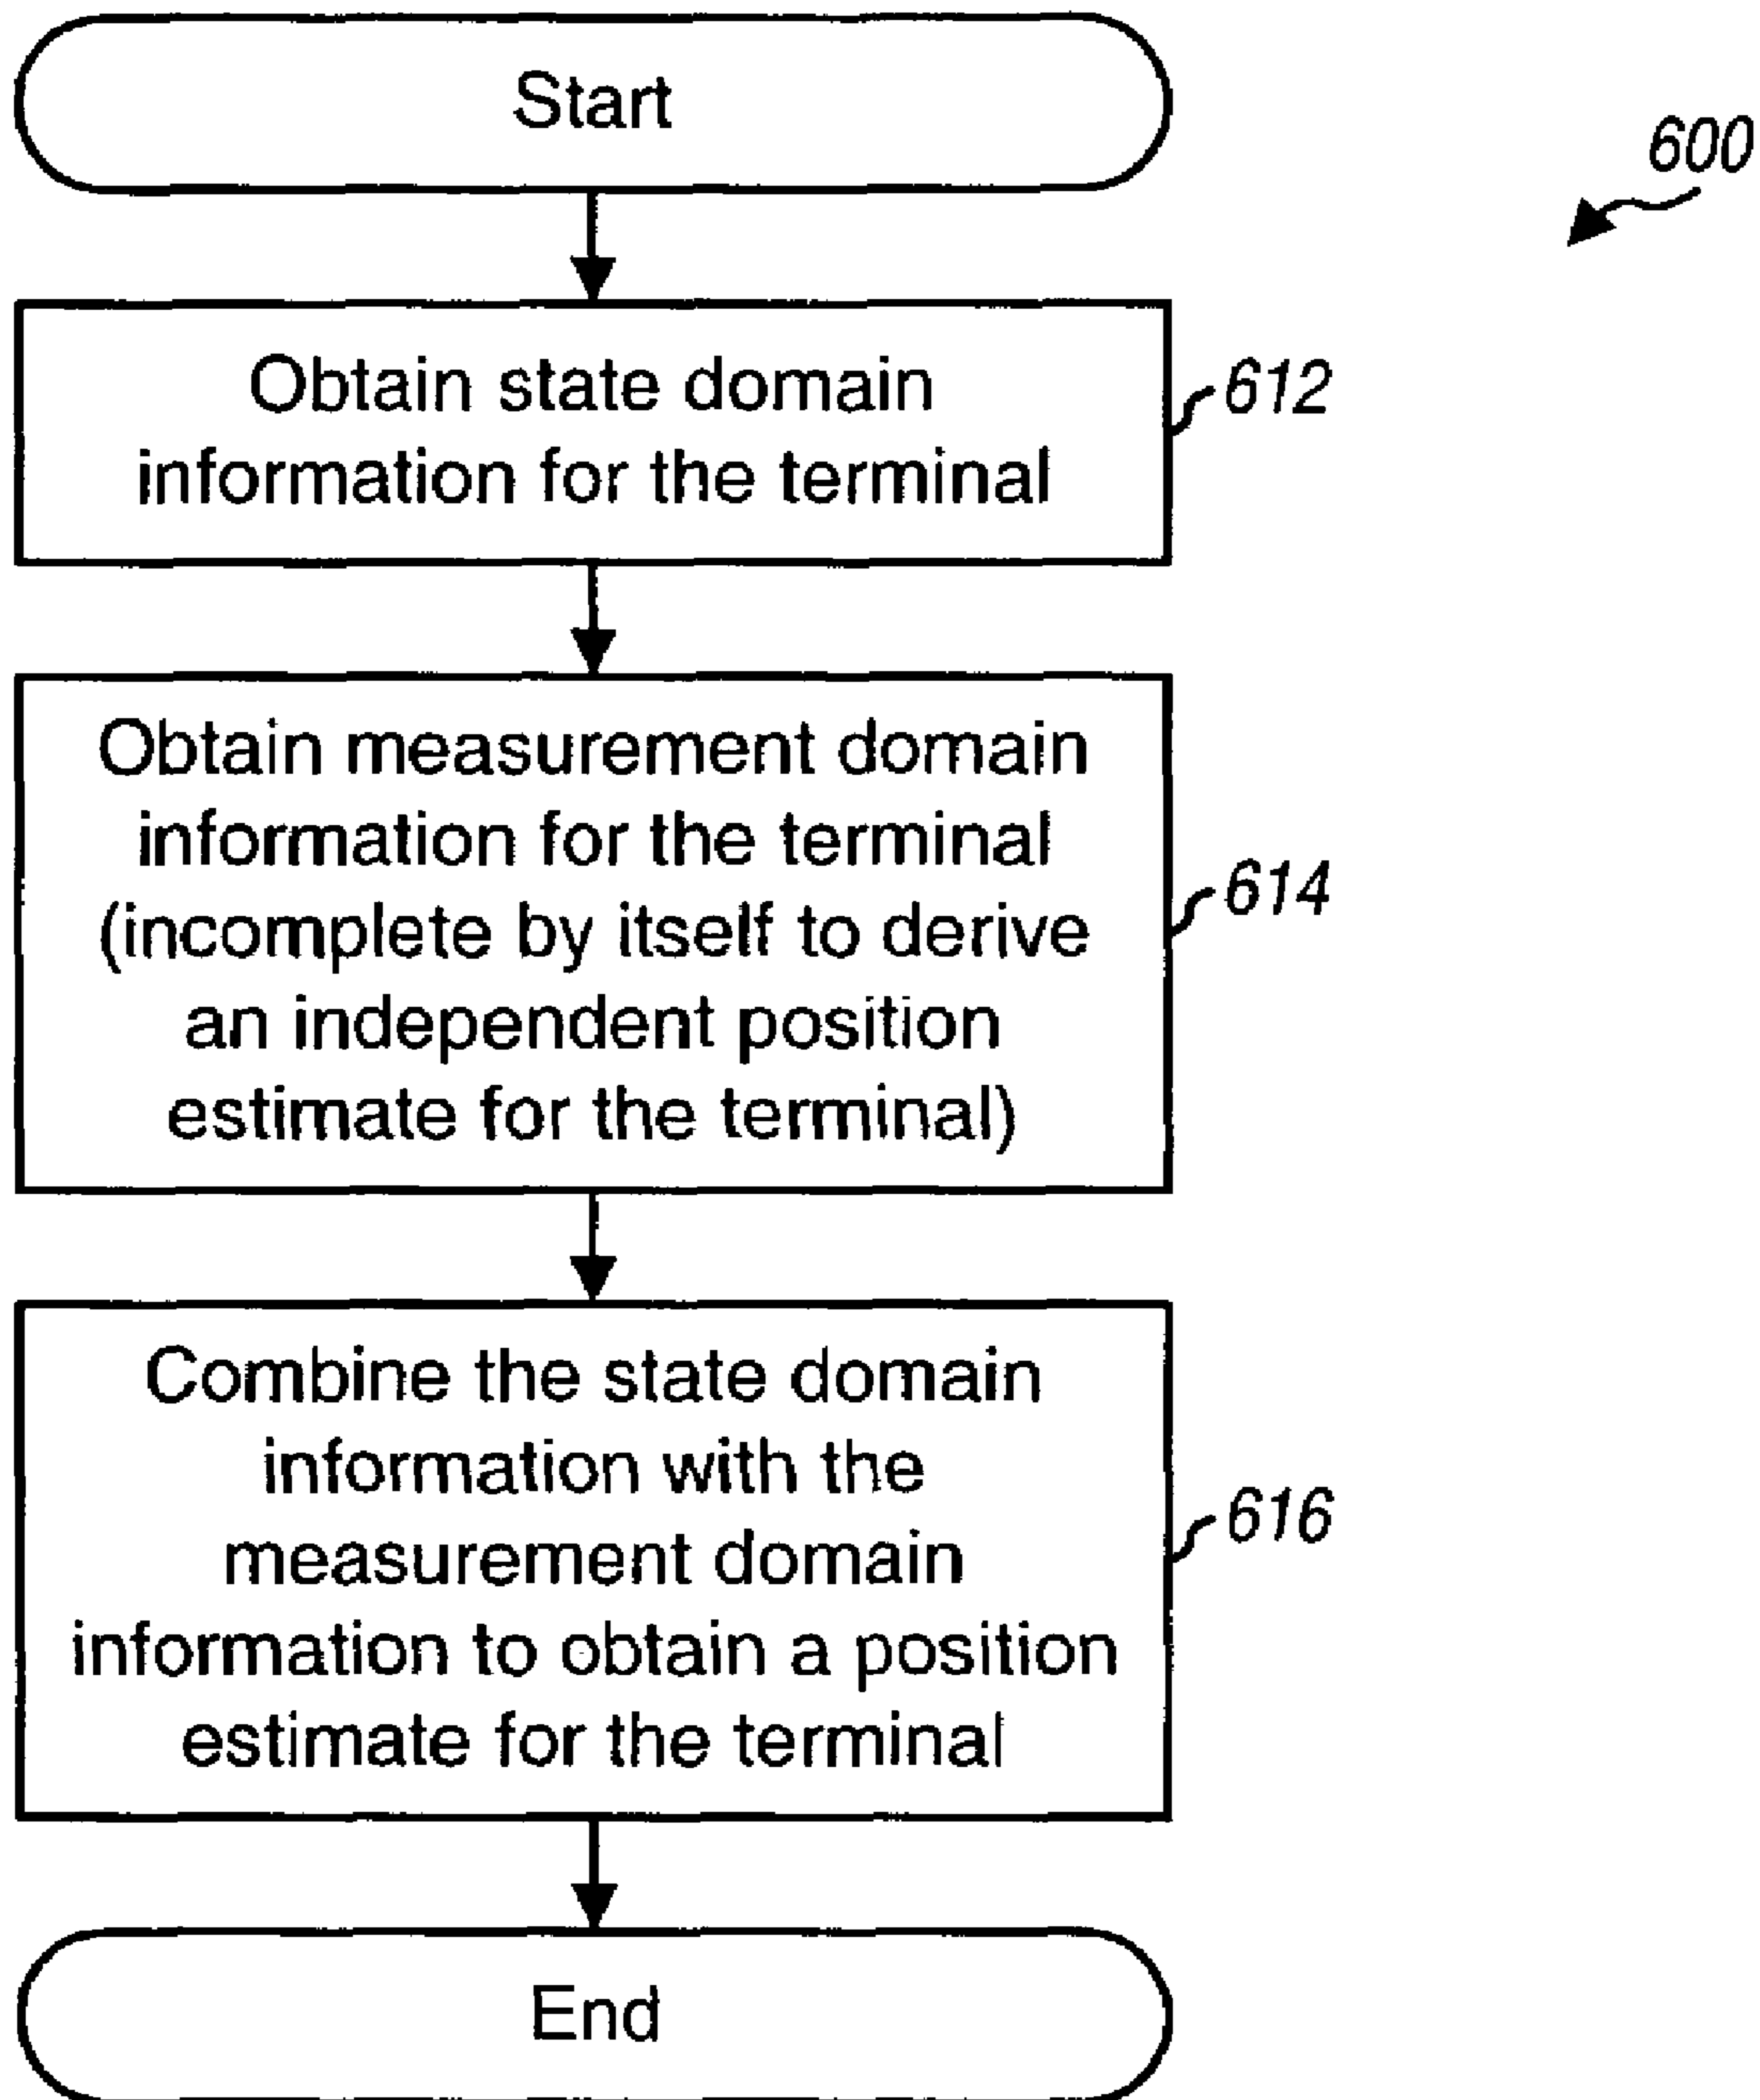 Start
600
Obtain state domain
information for the terminal
612
Obtain measurement domain
information for the terminal
(incomplete by itself to derive
an independent position
estimate for the terminal)
614
Combine the state domain
information with the
measurement domain
information to obtain a position
estimate for the terminal
616
End